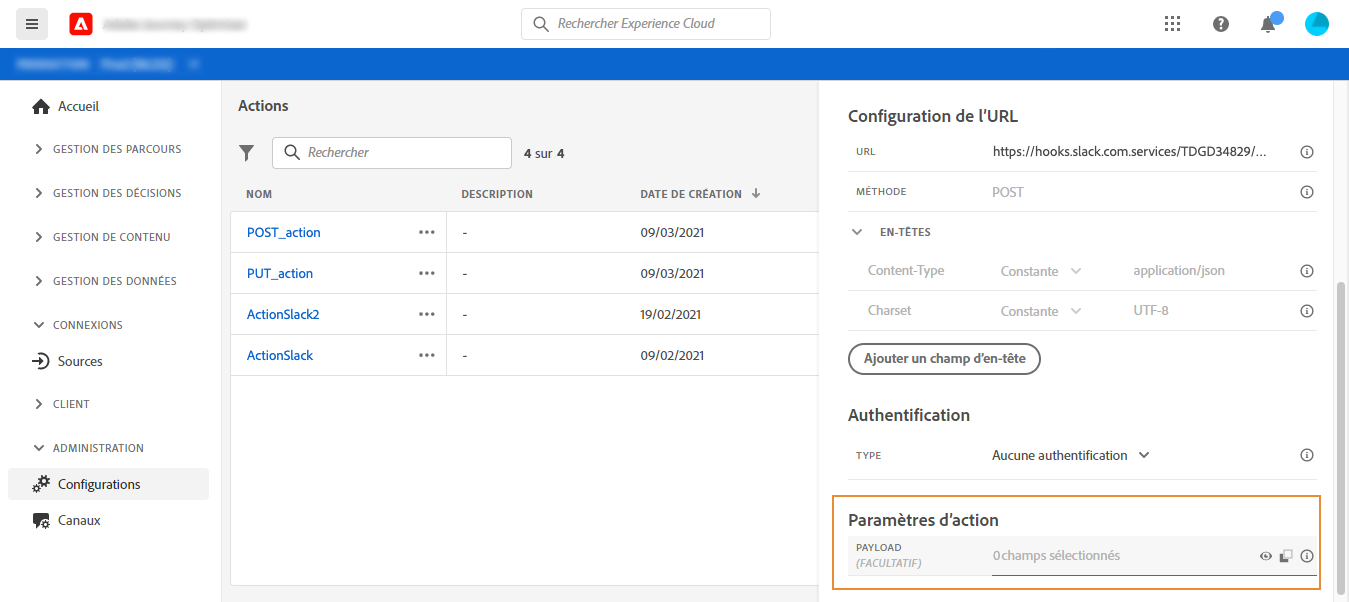 Rechercher Experience Cloud
Accueil
GESTION DES PARCOURS
GESTION DES DÉCISIONS
GESTION DE CONTENU
GESTION DES DONNÉES
CONNEXIONS
Sources
CLIENT
ADMINISTRATION
Configurations
Canaux
Actions
Rechercher
4 sur 4
NOM DESCRIPTION DATE DE CRÉATION
POST_action - 09/03/2021
PUT_action - 09/03/2021
ActionSlack2 - 19/02/2021
ActionSlack - 09/02/2021
Configuration de l’URL
URL https://hooks.slack.com.services/TDGD34829/...
MÉTHODE POST
EN-TÊTES
Content-Type Constante application/json
Charset Constante UTF-8
Ajouter un champ d’en-tête
Authentification
TYPE Aucune authentification
Paramètres d’action
PAYLOAD
(FACULTATIF)
0 champs sélectionnés